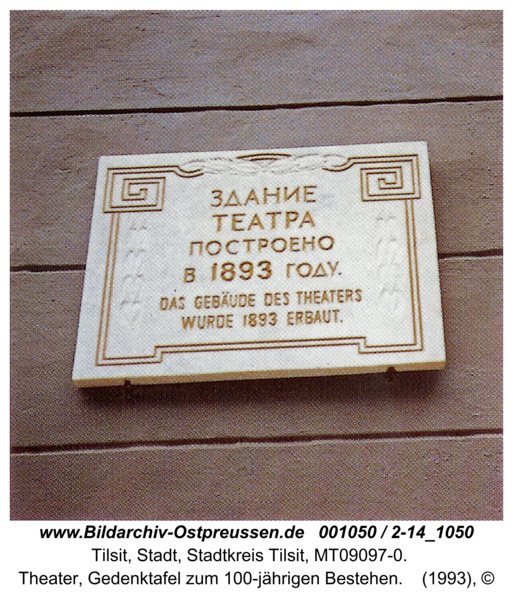 ЗДАНИЕ
ТЕАТРА
ПОСТРОЕНО
В 1893 ГОДУ.
DAS GEBÄUDE DES THEATERS
WURDE 1893 ERBAUT.
www.Bildarchiv-Ostpreussen.de 001050 / 2-14_1050
Tilsit, Stadt, Stadtkreis Tilsit, MT09097-0.
Theater, Gedenktafel zum 100-jährigen Bestehen. (1993), ©